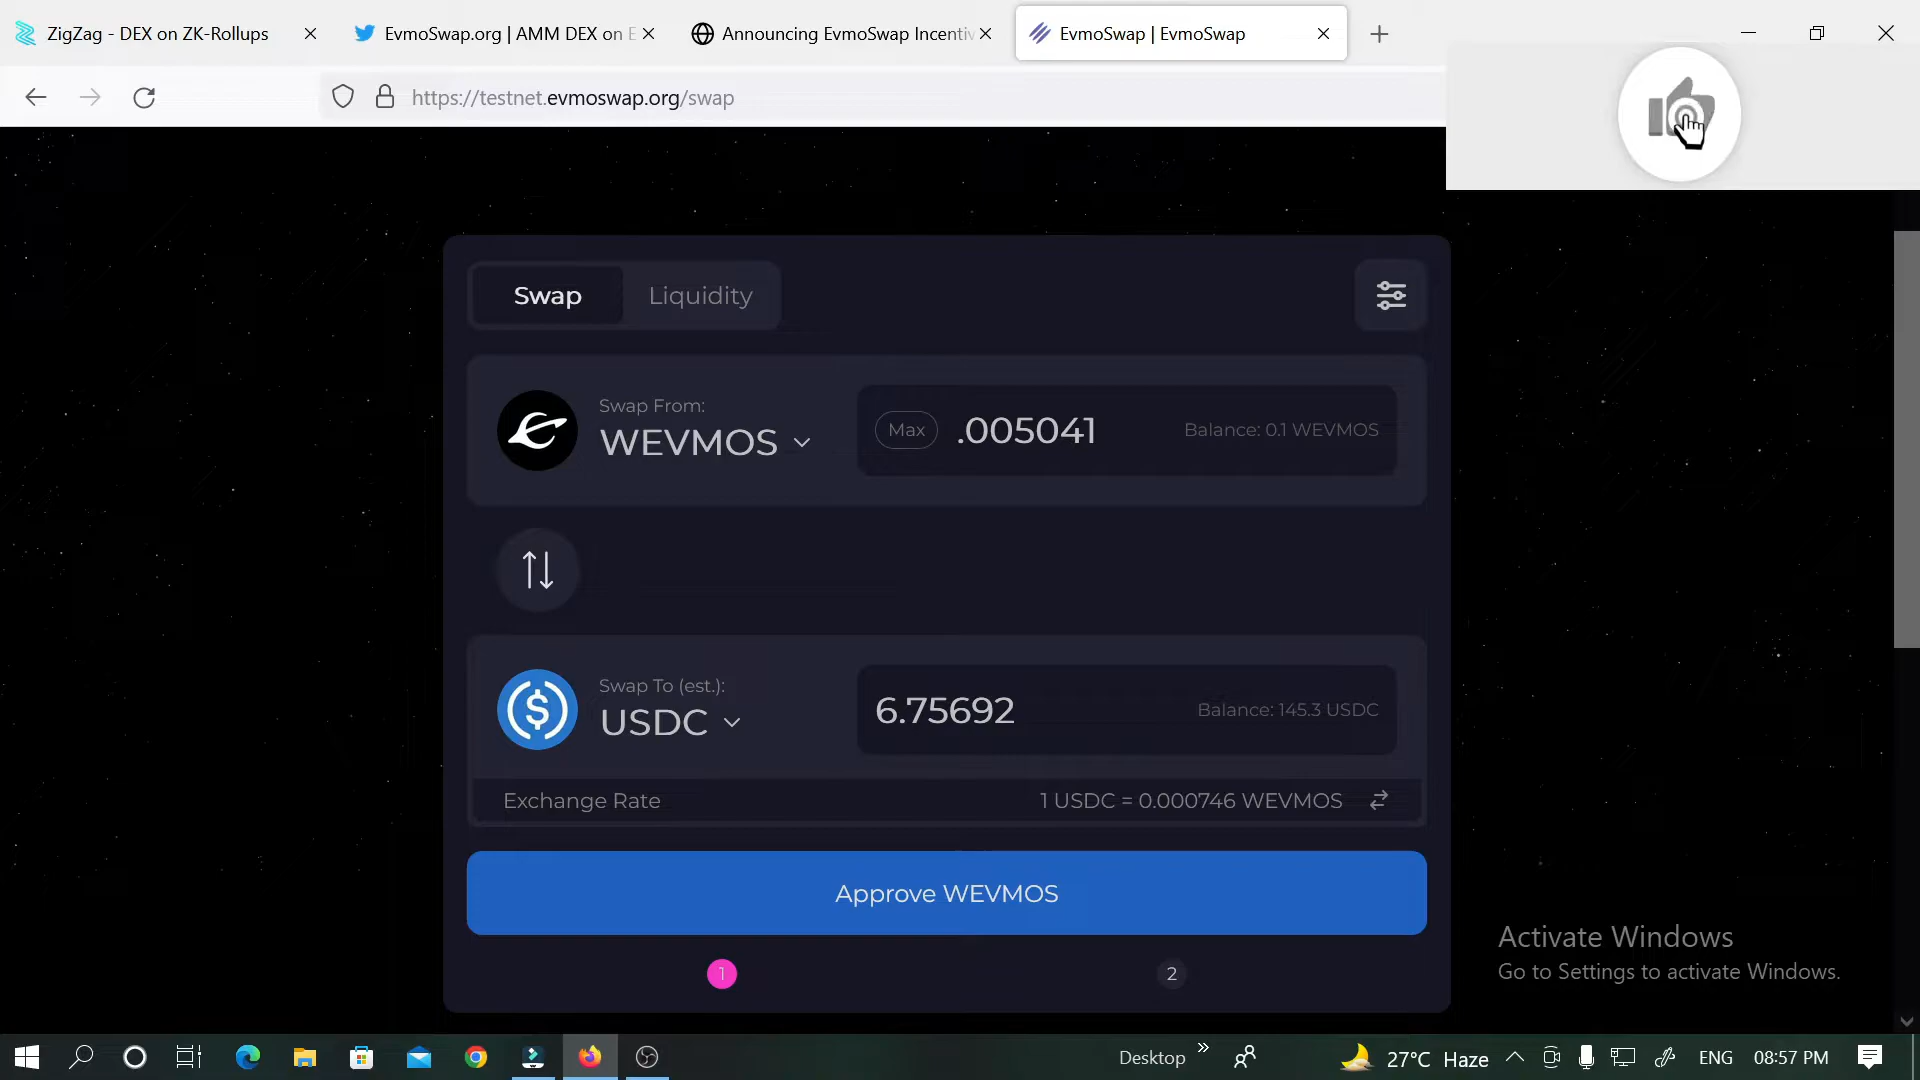 ZigZag - DEX on ZK-Rollups
EvmoSwap.org | AMM DEX on E
Announcing EvmoSwap Incentiv
EvmoSwap | EvmoSwap
https://testnet.evmoswap.org/swap
Swap
Liquidity
Swap From:
WEVMOS
Max
.005041
Balance: 0.1 WEVMOS
Swap To (est.):
USDC
6.75692
Balance: 145.3 USDC
Exchange Rate
1 USDC = 0.000746 WEVMOS
Approve WEVMOS
1
2
Activate Windows
Go to Settings to activate Windows.
Desktop
27°C Haze
ENG
08:57 PM